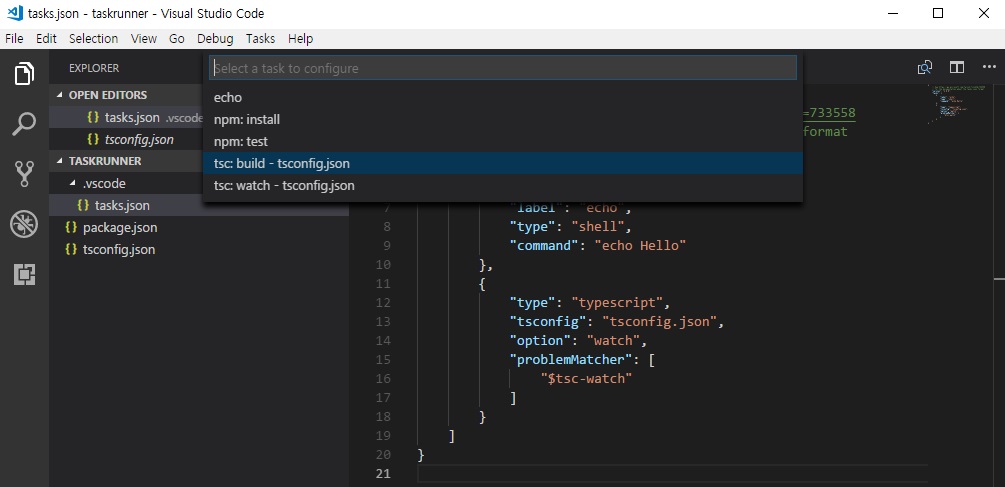 tasks.json - taskrunner - Visual Studio Code
File Edit Selection View Go Debug Tasks Help
EXPLORER
OPEN EDITORS
{} tasks.json .vscode
{} tsconfig.json
TASKRUNNER
.vscode
{} tasks.json
{} package.json
{} tsconfig.json
Select a task to configure
echo
npm: install
npm: test
tsc: build - tsconfig.json
tsc: watch - tsconfig.json
=733558
format
7 "label": "echo",
8 "type": "shell",
9 "command": "echo Hello"
10 },
11 {
12 "type": "typescript",
13 "tsconfig": "tsconfig.json",
14 "option": "watch",
15 "problemMatcher": [
16 "$tsc-watch"
17 ]
18 }
19 ]
20 }
21